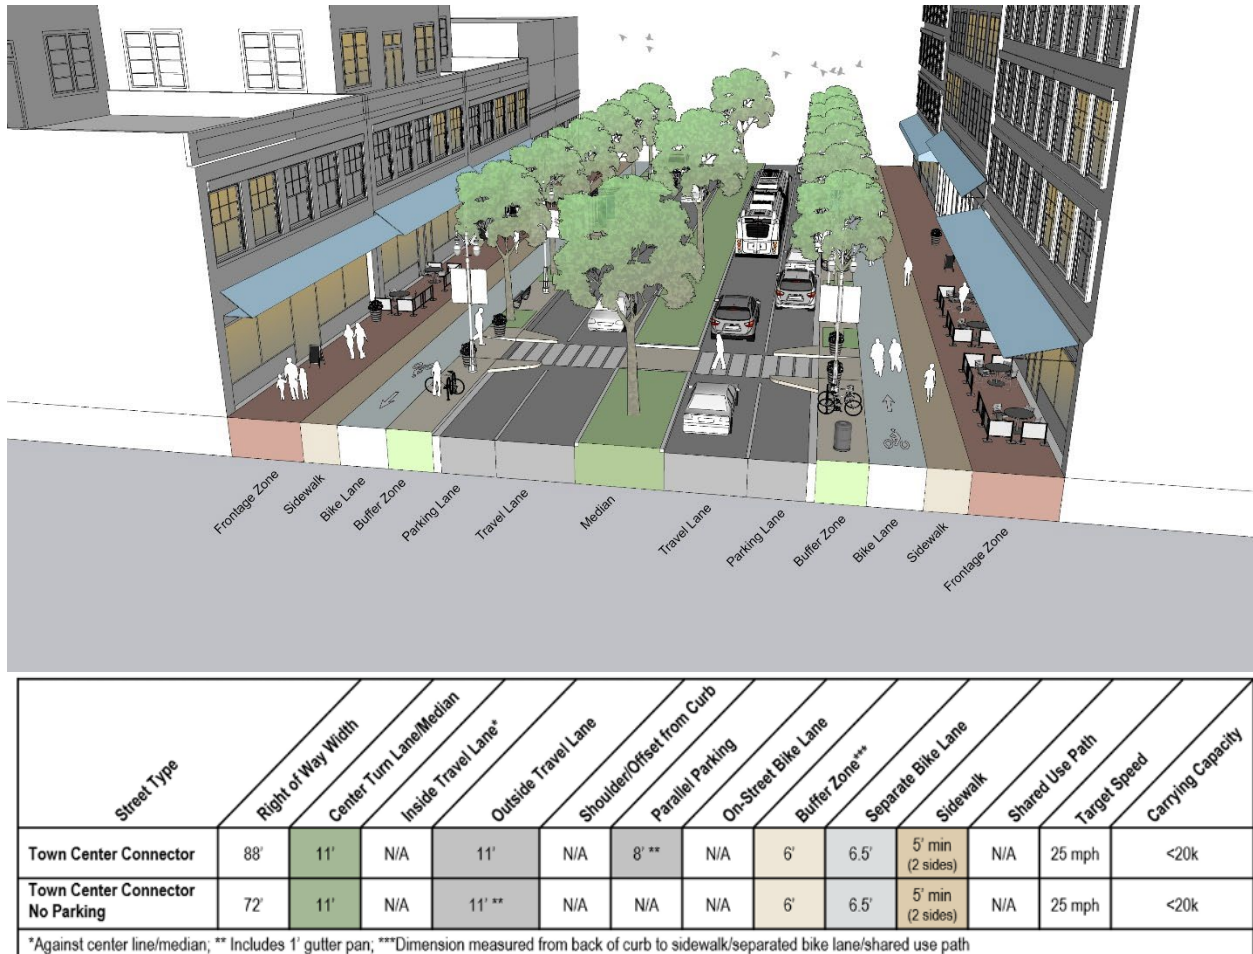 Frontage Zone
Sidewalk
Bike Lane
Buffer Zone
Parking Lane
Travel Lane
Median
Travel Lane
Parking Lane
Buffer Zone
Bike Lane
Sidewalk
Frontage Zone
Street Type Right of Way Width Center Turn Lane/Median Inside Travel Lane* Outside Travel Lane Shoulder/Offset from Curb Parallel Parking On-Street Bike Lane Buffer Zone*** Separate Bike Lane Sidewalk Shared Use Path Target Speed Carrying Capacity
Town Center Connector 88' 11' N/A 11' N/A 8' ** N/A 6' 6.5' 5' min (2 sides) N/A 25 mph <20k
Town Center Connector No Parking 72' 11' N/A 11' ** N/A N/A N/A 6' 6.5' 5' min (2 sides) N/A 25 mph <20k
*Against center line/median; ** Includes 1' gutter pan; ***Dimension measured from back of curb to sidewalk/separated bike lane/shared use path